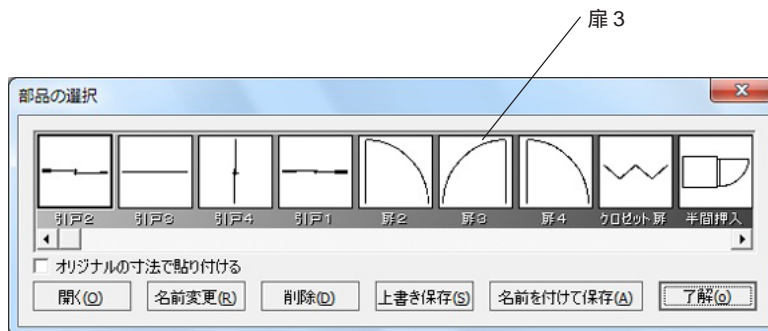 扉3
部品の選択
引戸2 引戸3 引戸4 引戸1 扉2 扉3 扉4 クロゼット扉 半間押入
オリジナルの寸法で貼り付ける
開く(O) 名前変更(R) 削除(D) 上書き保存(S) 名前を付けて保存(A) 了解(o)